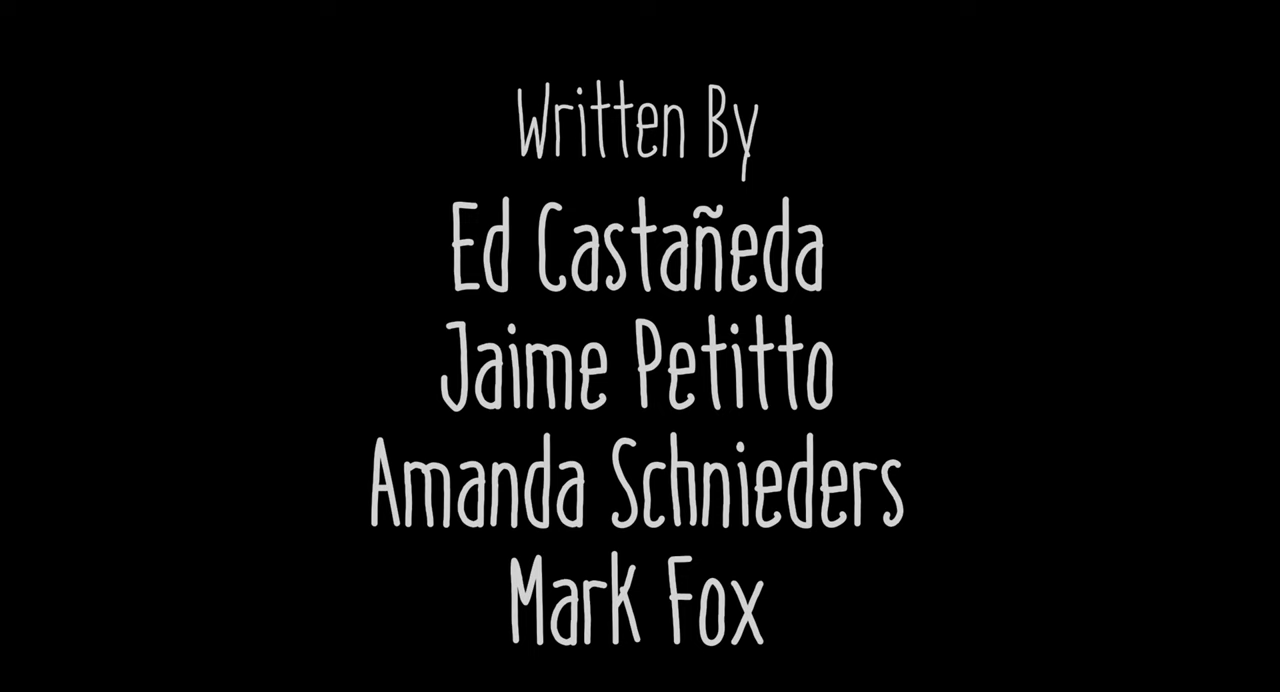 Written By
Ed Castañeda
Jaime Petitto
Amanda Schnieders
Mark Fox